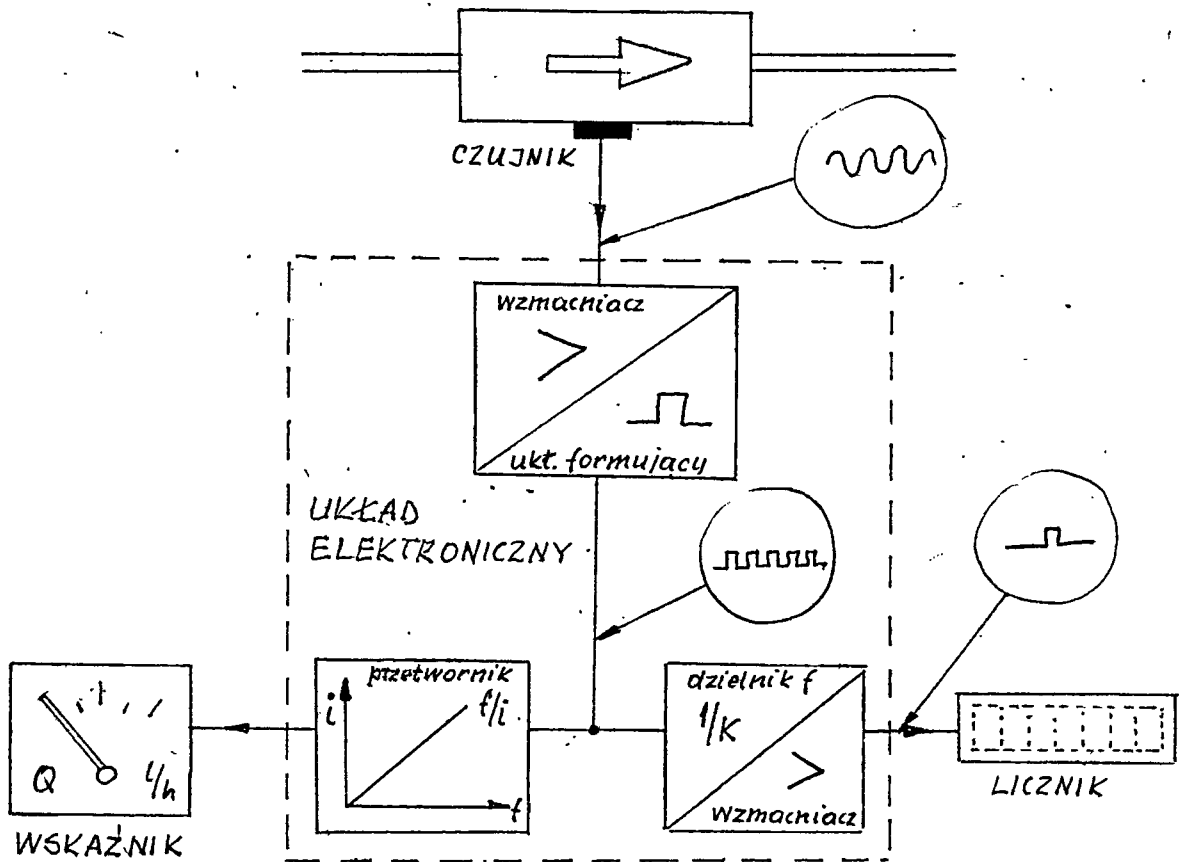 CZUJNIK
wzmacniacz
>
ukł. formujący
UKŁAD
ELEKTRONICZNY
przetwornik
i
f/i
f
dzielnik f
1/K
>
wzmacniacz
Q
l/h
WSKAŹNIK
LICZNIK